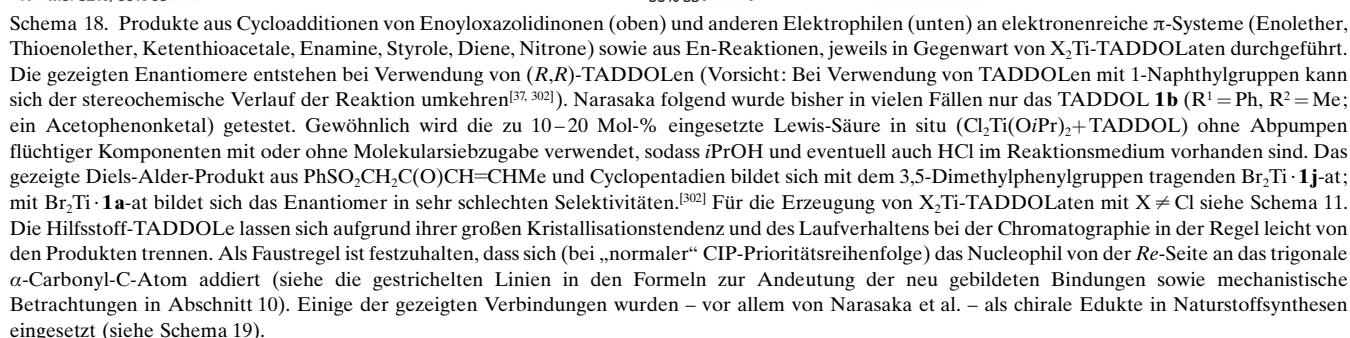 Schema 18. Produkte aus Cycloadditionen von Enoyloxazolidinonen (oben) und anderen Elektrophilen (unten) an elektronenreiche π-Systeme (Enolether,
Thioenolether, Ketenthioacetale, Enamine, Styrole, Diene, Nitrone) sowie aus En-Reaktionen, jeweils in Gegenwart von X₂Ti-TADDOLaten durchgeführt.
Die gezeigten Enantiomere entstehen bei Verwendung von (R,R)-TADDOLen (Vorsicht: Bei Verwendung von TADDOLen mit 1-Naphthylgruppen kann
sich der stereochemische Verlauf der Reaktion umkehren[37, 302]). Narasaka folgend wurde bisher in vielen Fällen nur das TADDOL 1b (R¹ = Ph, R² = Me;
ein Acetophenonketal) getestet. Gewöhnlich wird die zu 10–20 Mol-% eingesetzte Lewis-Säure in situ (Cl₂Ti(OiPr)₂+ TADDOL) ohne Abpumpen
flüchtiger Komponenten mit oder ohne Molekularsiebzugabe verwendet, sodass iPrOH und eventuell auch HCl im Reaktionsmedium vorhanden sind. Das
gezeigte Diels-Alder-Produkt aus PhSO₂CH₂C(O)CH=CHMe und Cyclopentadien bildet sich mit dem 3,5-Dimethylphenylgruppen tragenden Br₂Ti · 1j-at;
mit Br₂Ti · 1a-at bildet sich das Enantiomer in sehr schlechten Selektivitäten.[302] Für die Erzeugung von X₂Ti-TADDOLaten mit X ≠ Cl siehe Schema 11.
Die Hilfsstoff-TADDOLe lassen sich aufgrund ihrer großen Kristallisationstendenz und des Laufverhaltens bei der Chromatographie in der Regel leicht von
den Produkten trennen. Als Faustregel ist festzuhalten, dass sich (bei „normaler“ CIP-Prioritätsreihenfolge) das Nucleophil von der Re-Seite an das trigonale
α-Carbonyl-C-Atom addiert (siehe die gestrichelten Linien in den Formeln zur Andeutung der neu gebildeten Bindungen sowie mechanistische
Betrachtungen in Abschnitt 10). Einige der gezeigten Verbindungen wurden – vor allem von Narasaka et al. – als chirale Edukte in Naturstoffsynthesen
eingesetzt (siehe Schema 19).